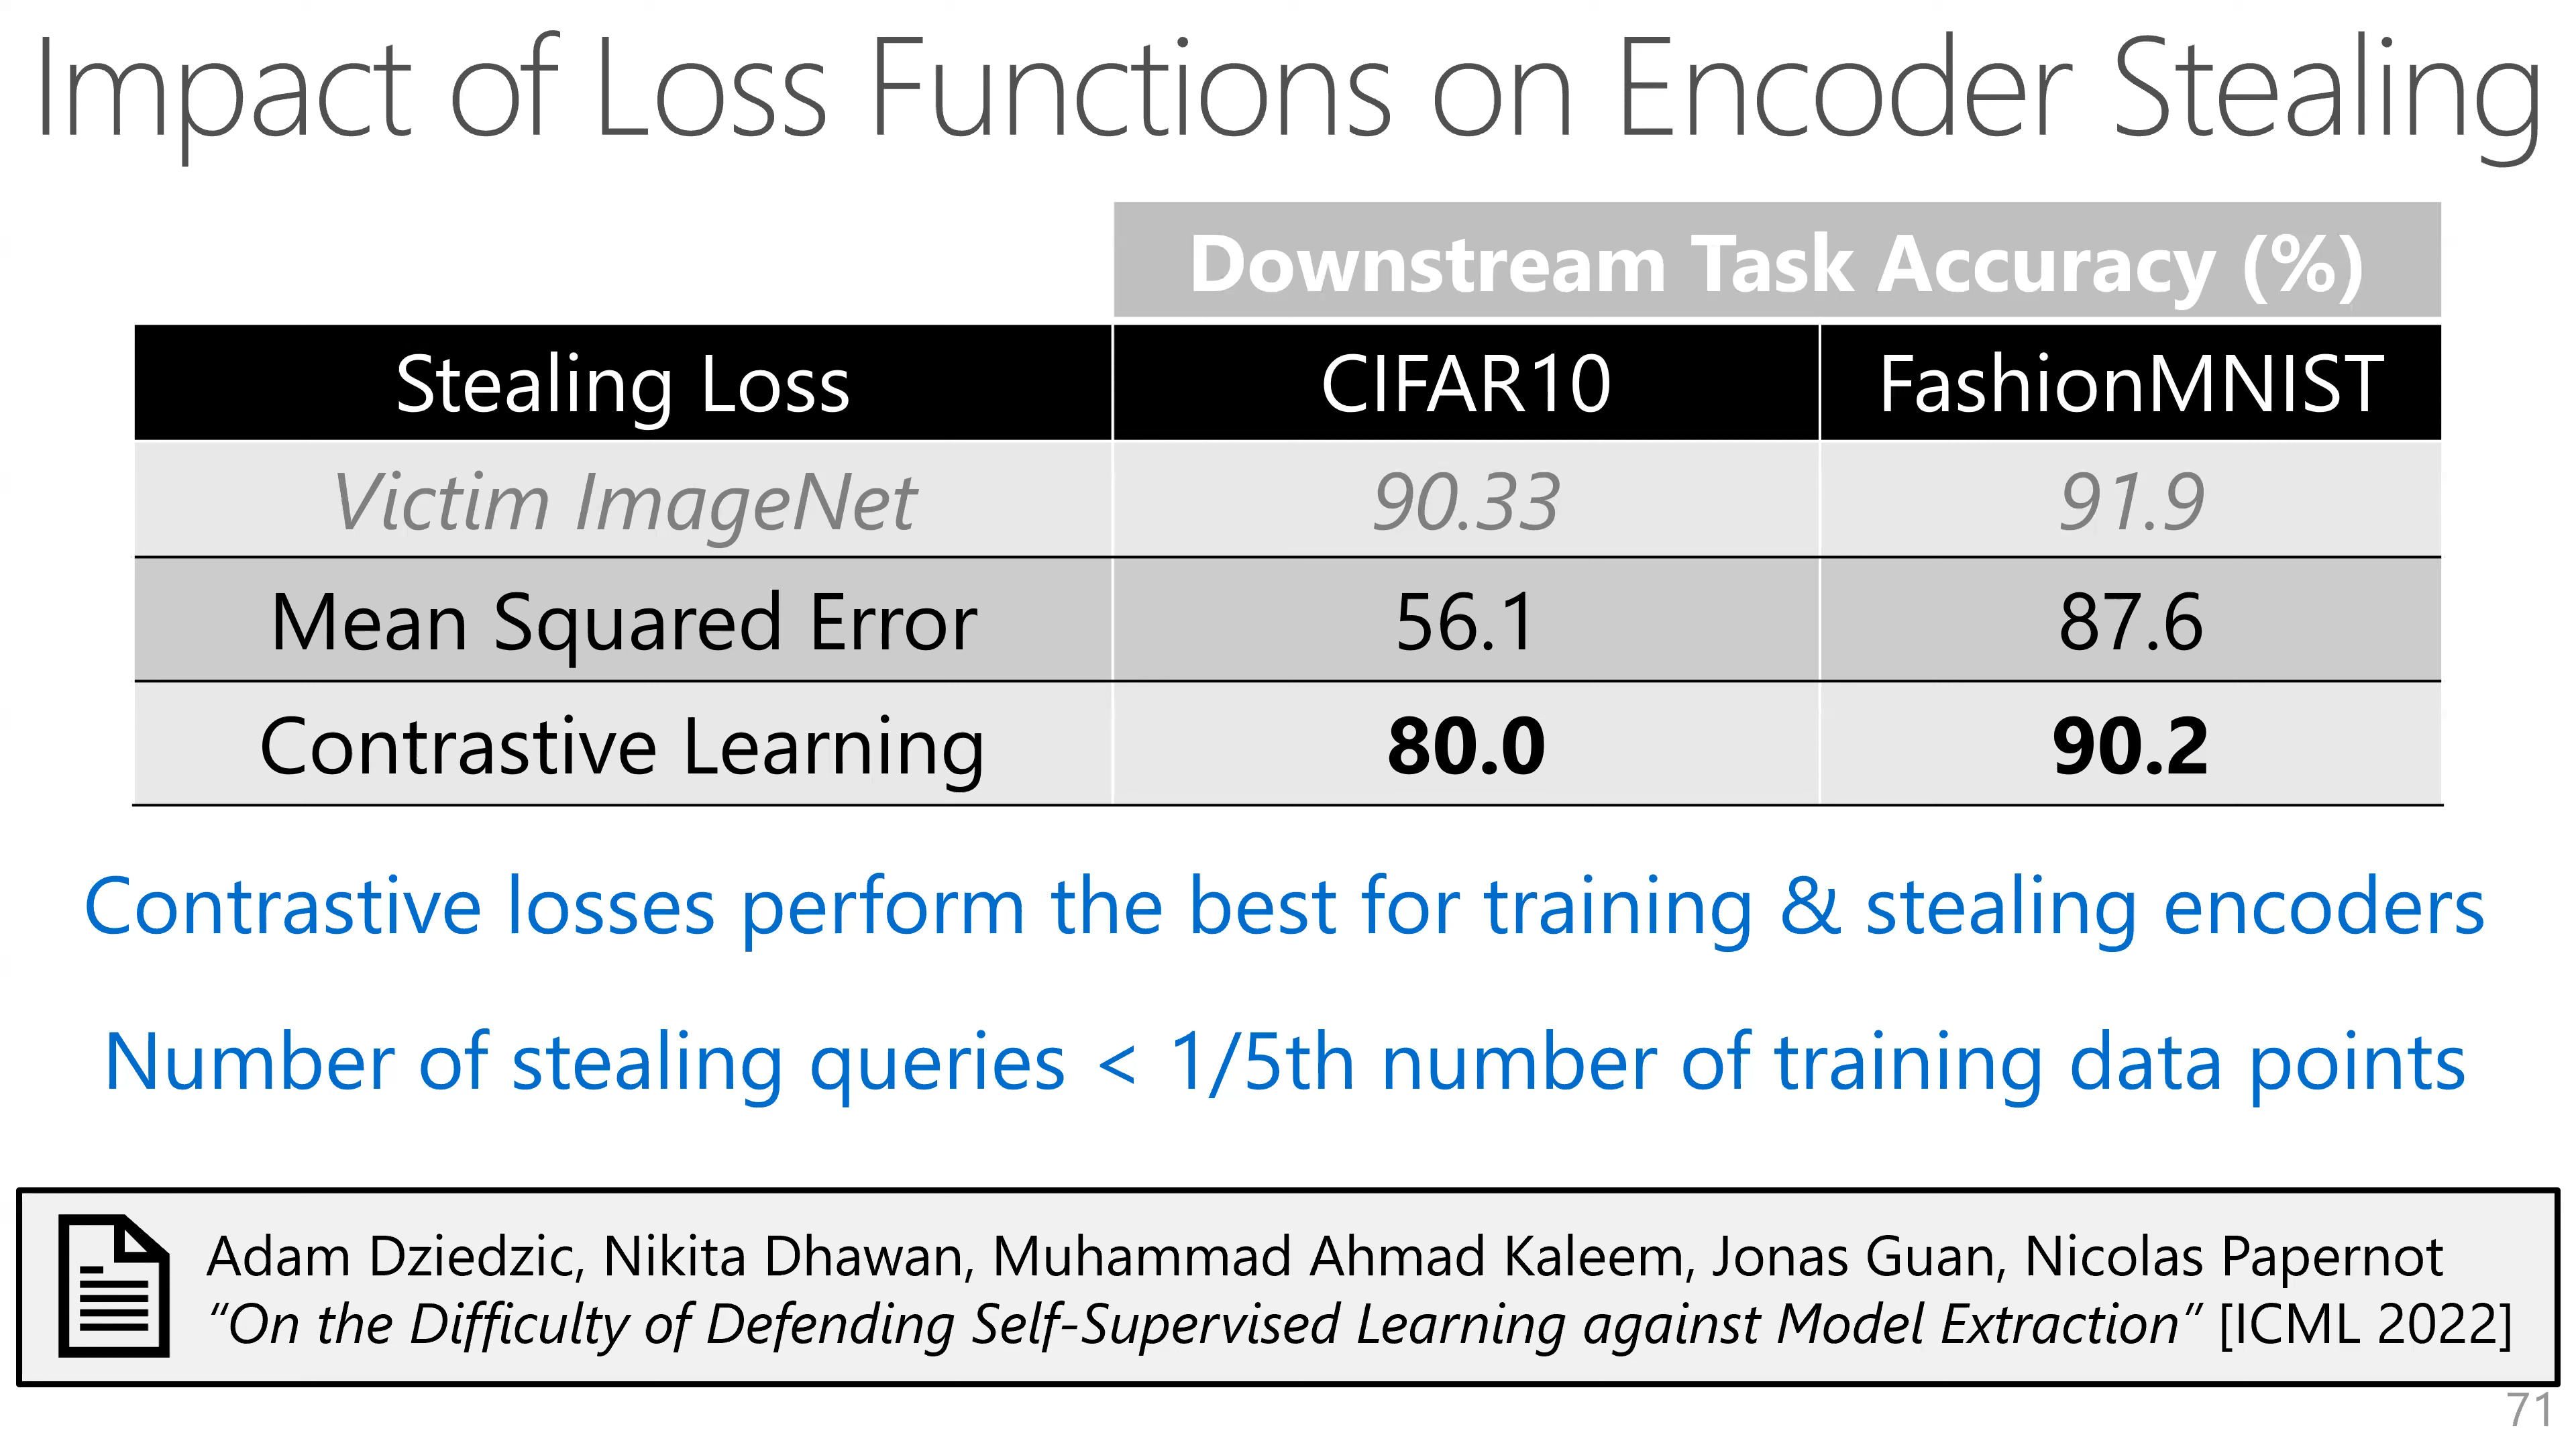 Impact of Loss Functions on Encoder Stealing
Downstream Task Accuracy (%)
Stealing Loss CIFAR10 FashionMNIST
Victim ImageNet 90.33 91.9
Mean Squared Error 56.1 87.6
Contrastive Learning 80.0 90.2
Contrastive losses perform the best for training & stealing encoders
Number of stealing queries < 1/5th number of training data points
Adam Dziedzic, Nikita Dhawan, Muhammad Ahmad Kaleem, Jonas Guan, Nicolas Papernot
“On the Difficulty of Defending Self-Supervised Learning against Model Extraction” [ICML 2022]
71